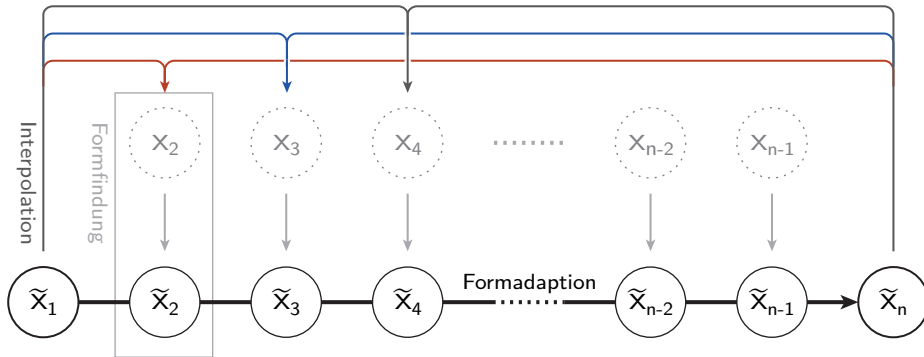 Interpolation
Formfindung
x₂ x₃ x₄ ........ xₙ₋₂ xₙ₋₁
Formadaption
x̃₁ x̃₂ x̃₃ x̃₄ ........ x̃ₙ₋₂ x̃ₙ₋₁ x̃ₙ